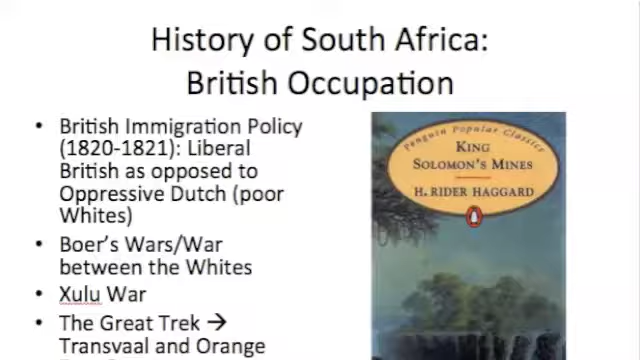 History of South Africa:
British Occupation
• British Immigration Policy
(1820-1821): Liberal
British as opposed to
Oppressive Dutch (poor
Whites)
• Boer's Wars/War
between the Whites
• Xulu War
• The Great Trek →
Transvaal and Orange
Penguin Popular Classics
KING
SOLOMON'S MINES
H. RIDER HAGGARD